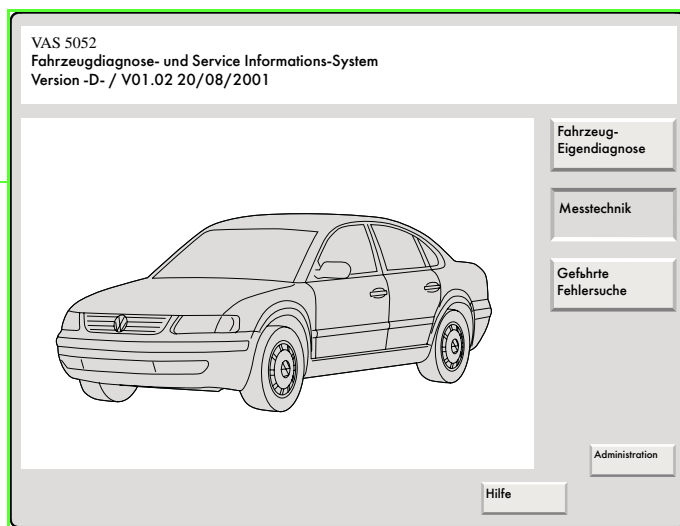 VAS 5052
Fahrzeugdiagnose- und Service Informations-System
Version -D- / V01.02 20/08/2001
Fahrzeug-
Eigendiagnose
Messtechnik
Gefьhrte
Fehlersuche
Administration
Hilfe